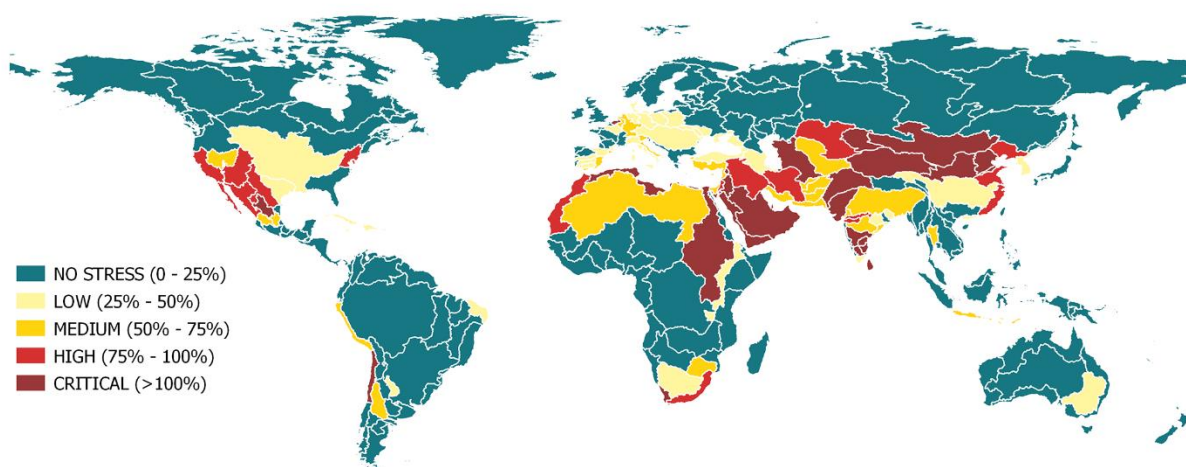 NO STRESS (0 - 25%)
LOW (25% - 50%)
MEDIUM (50% - 75%)
HIGH (75% - 100%)
CRITICAL (>100%)